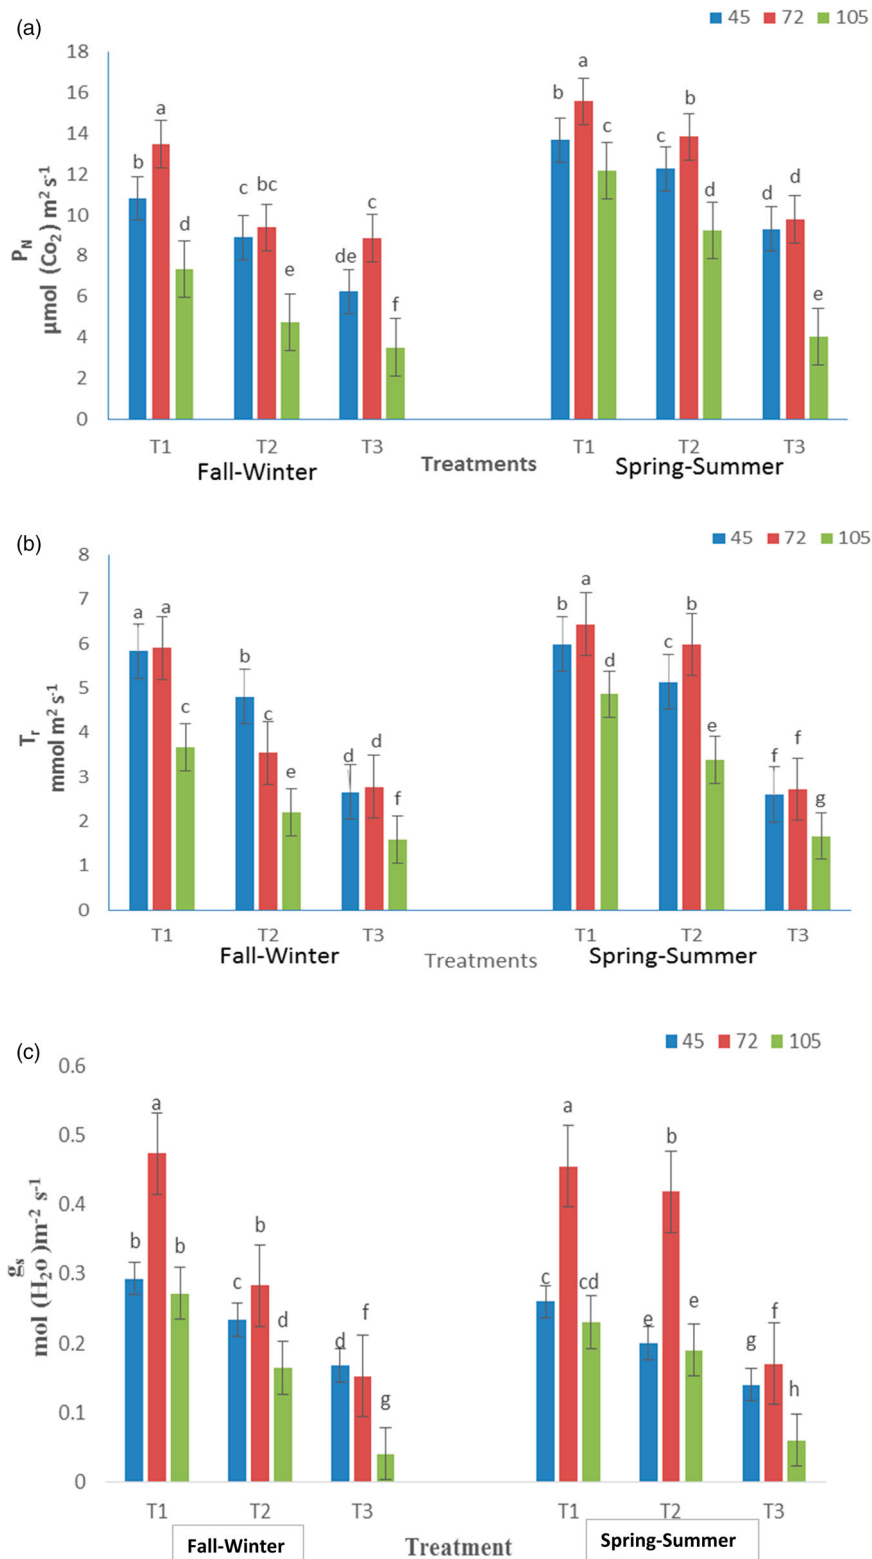 (a)
45 72 105
18
16
14
12
10
8
6
4
2
0
P_N
µmol (Co₂) m² s⁻¹
b a d c bc e de c f b a c c b d d d e
T1 T2 T3 T1 T2 T3
Fall-Winter Treatments Spring-Summer
(b)
45 72 105
8
7
6
5
4
3
2
1
0
Tᵣ
mmol m² s⁻¹
a a c b c e d d f b a d c b e f f g
T1 T2 T3 T1 T2 T3
Fall-Winter Treatments Spring-Summer
(c)
45 72 105
0.6
0.5
0.4
0.3
0.2
0.1
0
gₛ
mol (H₂o )m⁻² s⁻¹
b a b c b d d f g c a cd e b e g f h
T1 T2 T3 T1 T2 T3
Fall-Winter Treatment Spring-Summer